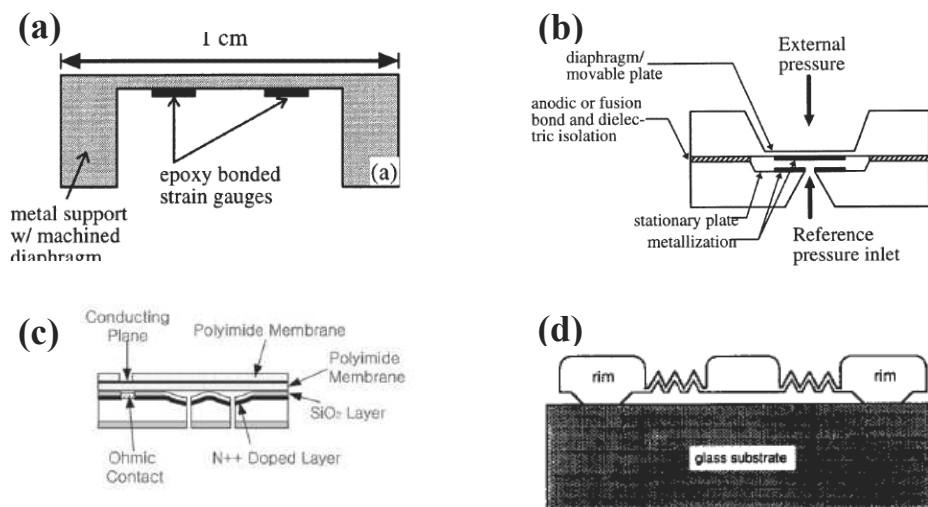 (a)
1 cm
(a)
epoxy bonded
strain gauges
metal support
w/ machined
diaphragm
(b)
External
pressure
diaphragm/
movable plate
anodic or fusion
bond and dielec-
tric isolation
stationary plate
metallization
Reference
pressure inlet
(c)
Conducting
Plane
Polyimide Membrane
Polyimide
Membrane
SiO₂ Layer
N++ Doped Layer
Ohmic
Contact
(d)
rim
rim
glass substrate